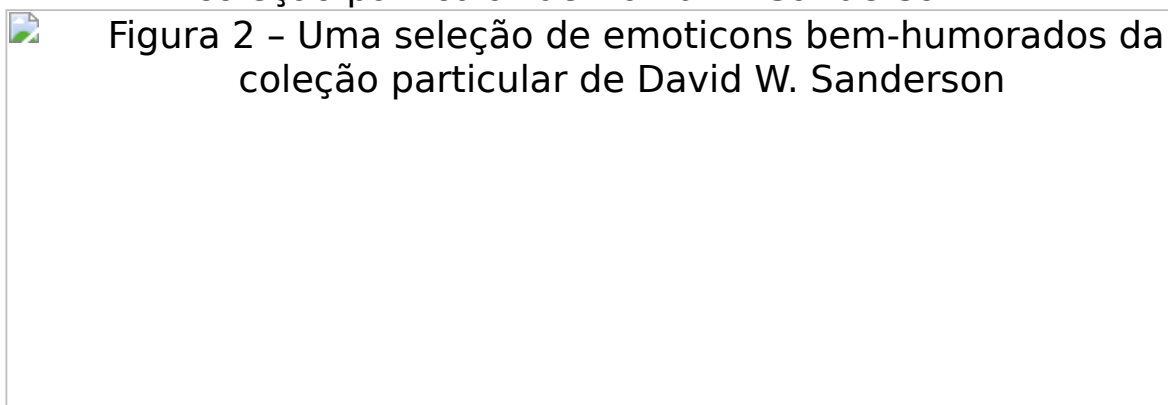 Figura 2 – Uma seleção de emoticons bem-humorados da
coleção particular de David W. Sanderson